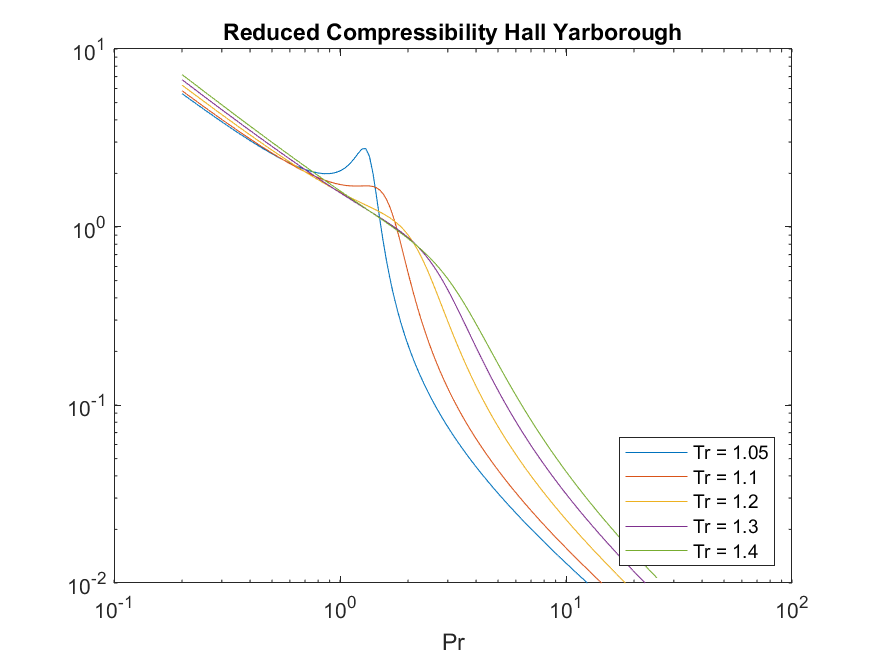 Reduced Compressibility Hall Yarborough
10^1
10^0
10^-1
10^-2
Tr = 1.05
Tr = 1.1
Tr = 1.2
Tr = 1.3
Tr = 1.4
10^-1 10^0 10^1 10^2
Pr